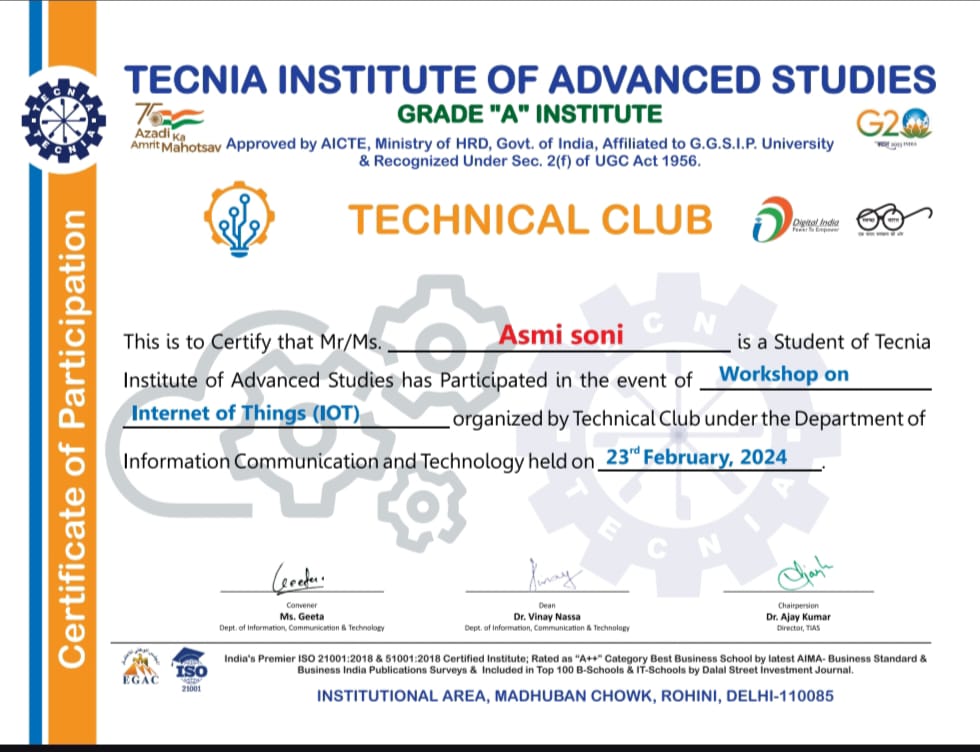 TECNIA INSTITUTE OF ADVANCED STUDIES
GRADE "A" INSTITUTE
Azadi Ka
Amrit Mahotsav
Approved by AICTE, Ministry of HRD, Govt. of India, Affiliated to G.G.S.I.P. University
& Recognized Under Sec. 2(f) of UGC Act 1956.
G20
TECNIA
TECHNICAL CLUB
Digital India
Power To Empower
Certificate of Participation
This is to Certify that Mr/Ms. Asmi soni is a Student of Tecnia
Institute of Advanced Studies has Participated in the event of Workshop on
Internet of Things (IOT) organized by Technical Club under the Department of
Information Communication and Technology held on 23rd February, 2024.
TECNIA
Convener
Ms. Geeta
Dept. of Information, Communication & Technology
Dean
Dr. Vinay Nassa
Dept. of Information, Communication & Technology
Chairpersion
Dr. Ajay Kumar
Director, TIAS
EGAC
ISO
21001
India's Premier ISO 21001:2018 & 51001:2018 Certified Institute; Rated as "A++" Category Best Business School by latest AIMA- Business Standard &
Business India Publications Surveys & Included in Top 100 B-Schools & IT-Schools by Dalal Street Investment Journal.
INSTITUTIONAL AREA, MADHUBAN CHOWK, ROHINI, DELHI-110085